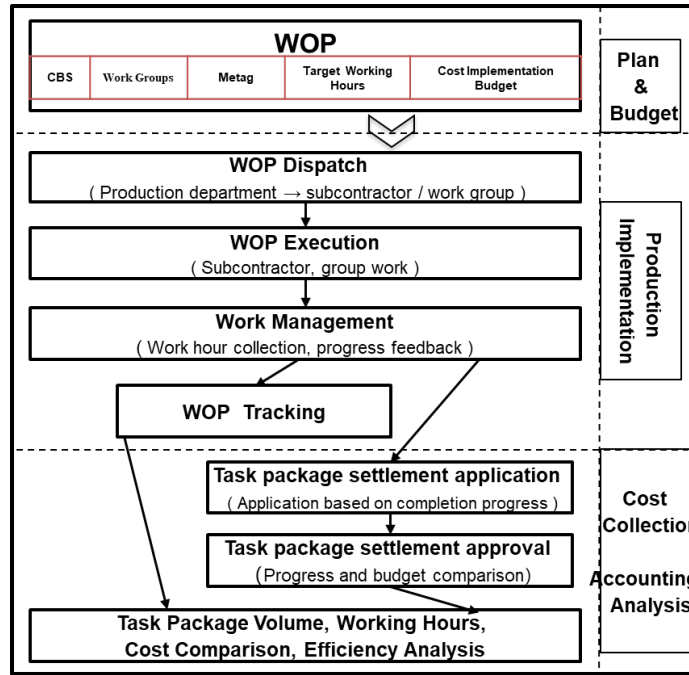 WOP
CBS
Work Groups
Metag
Target Working
Hours
Cost Implementation
Budget
Plan
&
Budget
WOP Dispatch
( Production department → subcontractor / work group)
WOP Execution
( Subcontractor, group work )
Work Management
( Work hour collection, progress feedback )
WOP Tracking
Production
Implementation
Task package settlement application
( Application based on completion progress )
Task package settlement approval
(Progress and budget comparison)
Task Package Volume, Working Hours,
Cost Comparison, Efficiency Analysis
Cost
Collection
Accounting
Analysis